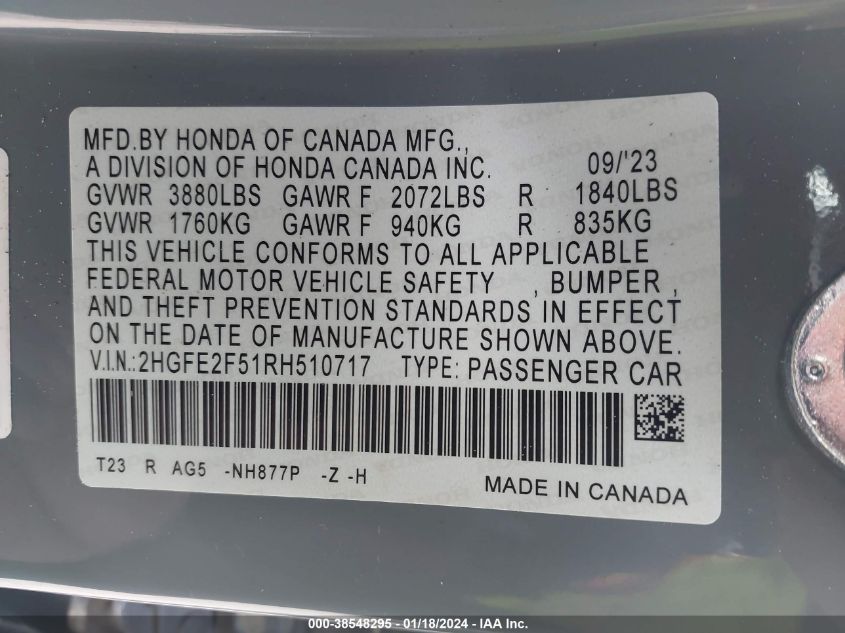 MFD.BY HONDA OF CANADA MFG.,
A DIVISION OF HONDA CANADA INC. 09/'23
GVWR 3880LBS GAWR F 2072LBS R 1840LBS
GVWR 1760KG GAWR F 940KG R 835KG
THIS VEHICLE CONFORMS TO ALL APPLICABLE
FEDERAL MOTOR VEHICLE SAFETY , BUMPER ,
AND THEFT PREVENTION STANDARDS IN EFFECT
ON THE DATE OF MANUFACTURE SHOWN ABOVE.
V.I.N.:2HGFE2F51RH510717 TYPE: PASSENGER CAR
T23 R AG5 -NH877P -Z -H
MADE IN CANADA
000-38548295 - 01/18/2024 - IAA Inc.